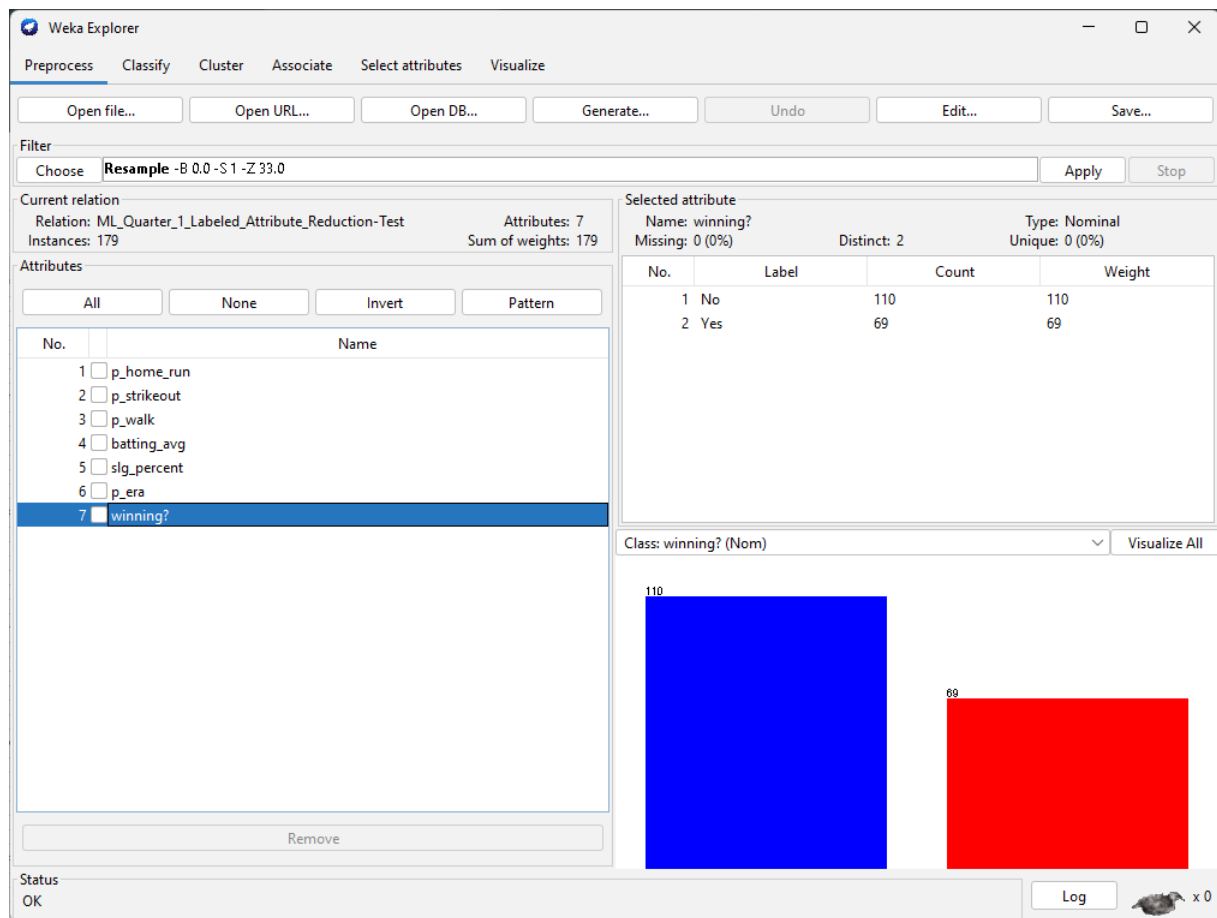 Weka Explorer
Preprocess Classify Cluster Associate Select attributes Visualize
Open file... Open URL... Open DB... Generate... Undo Edit... Save...
Filter
Choose Resample -B 0.0 -S 1 -Z 33.0 Apply Stop
Current relation
Relation: ML_Quarter_1_Labeled_Attribute_Reduction-Test Attributes: 7
Instances: 179 Sum of weights: 179
Attributes
All None Invert Pattern
No. Name
1 p_home_run
2 p_strikeout
3 p_walk
4 batting_avg
5 slg_percent
6 p_era
7 winning?
Remove
Selected attribute
Name: winning? Type: Nominal
Missing: 0 (0%) Distinct: 2 Unique: 0 (0%)
No. Label Count Weight
1 No 110 110
2 Yes 69 69
Class: winning? (Nom) Visualize All
110
69
Status
OK
Log x 0